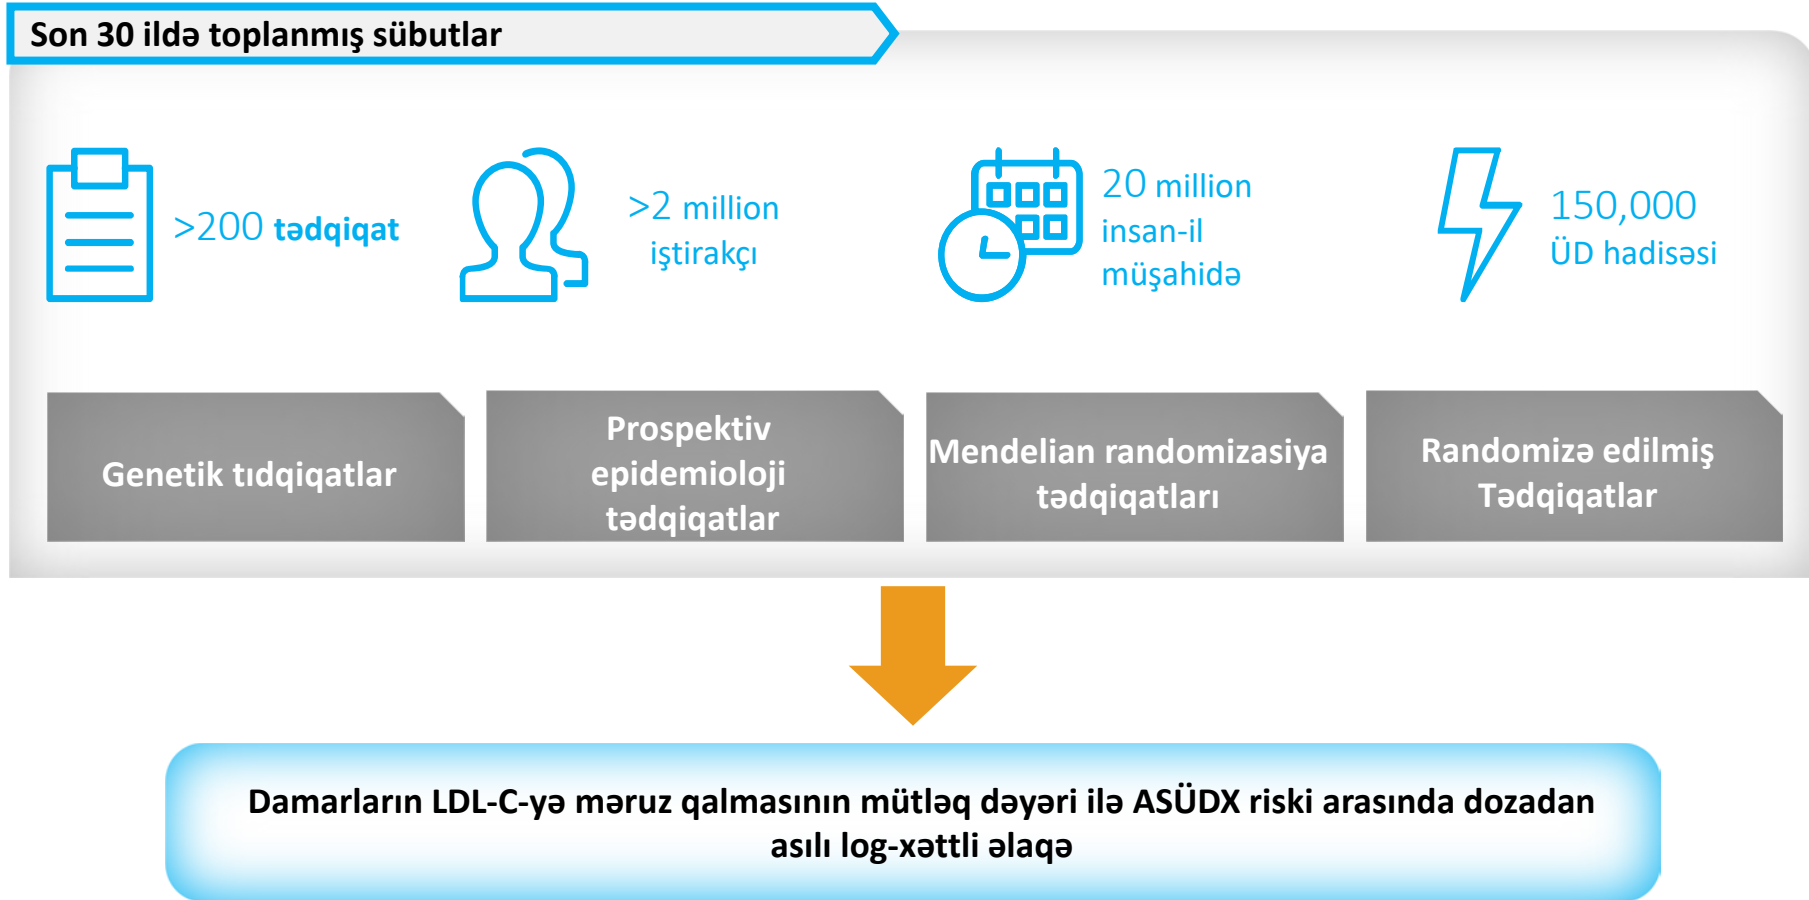 Son 30 ildə toplanmış sübutlar
>200 tədqiqat
>2 million
iştirakçı
20 million
insan-il
müşahidə
150,000
ÜD hadisəsi
Genetik tıdqiqatlar
Prospektiv
epidemioloji
tədqiqatlar
Mendelian randomizasiya
tədqiqatları
Randomizə edilmiş
Tədqiqatlar
Damarların LDL-C-yə məruz qalmasının mütləq dəyəri ilə ASÜDX riski arasında dozadan
asılı log-xəttli əlaqə